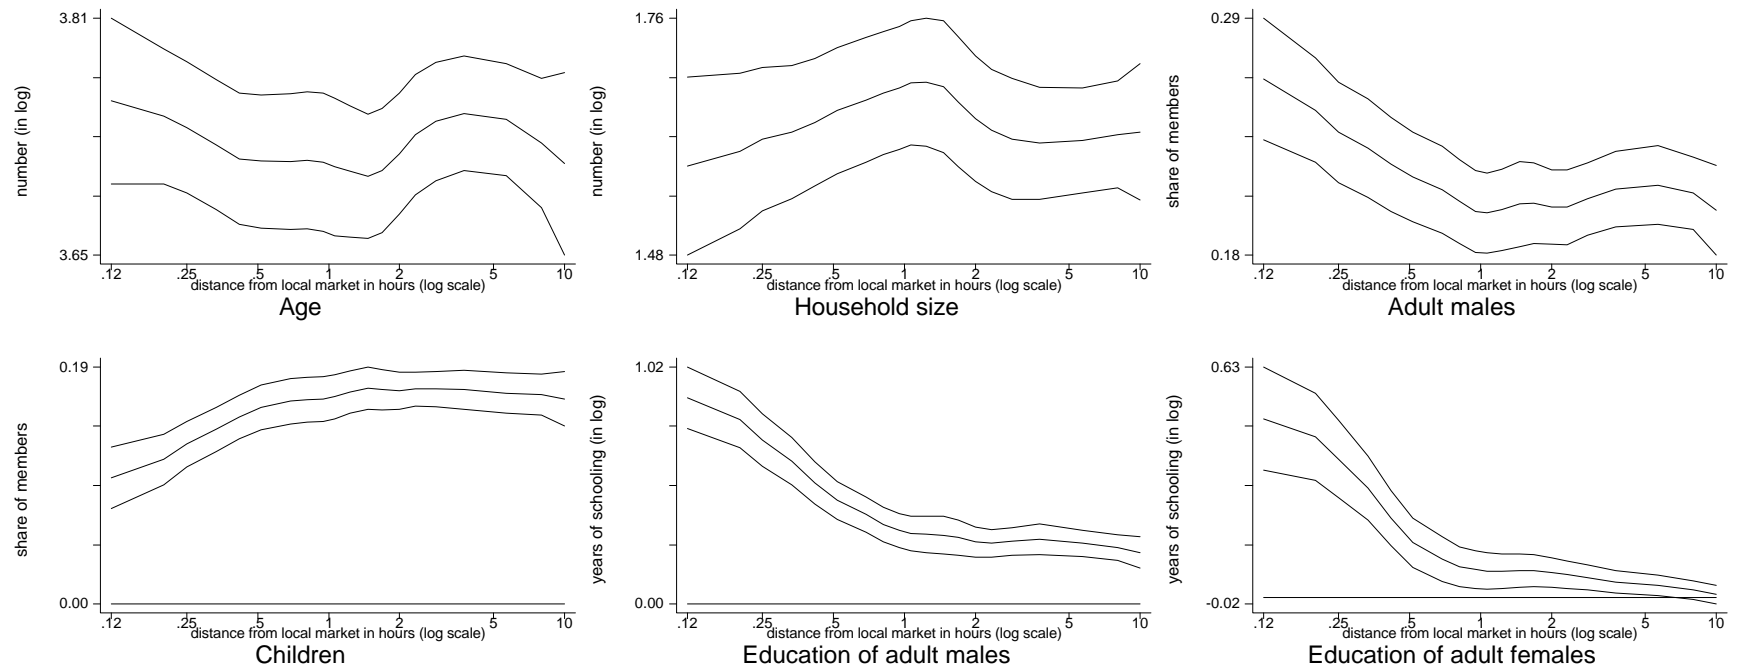 3.81
3.65
number (in log)
.12 .25 .5 1 2 5 10
distance from local market in hours (log scale)
Age
1.76
1.48
number (in log)
.12 .25 .5 1 2 5 10
distance from local market in hours (log scale)
Household size
0.29
0.18
share of members
.12 .25 .5 1 2 5 10
distance from local market in hours (log scale)
Adult males
0.19
0.00
share of members
.12 .25 .5 1 2 5 10
distance from local market in hours (log scale)
Children
1.02
0.00
years of schooling (in log)
.12 .25 .5 1 2 5 10
distance from local market in hours (log scale)
Education of adult males
0.63
-0.02
years of schooling (in log)
.12 .25 .5 1 2 5 10
distance from local market in hours (log scale)
Education of adult females